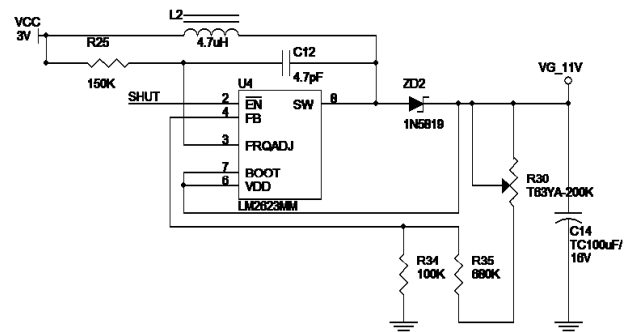 L2
VCC
3V
4.7uH
R25
C12
150K
4.7pF
U4
ZD2
VG_11V
SHUT
2
EN
SW
8
4
FB
1N5819
3
FRQADJ
7
BOOT
6
VDD
R30
T63YA-200K
LM2623MM
C14
TC100uF/
16V
R34
100K
R35
680K